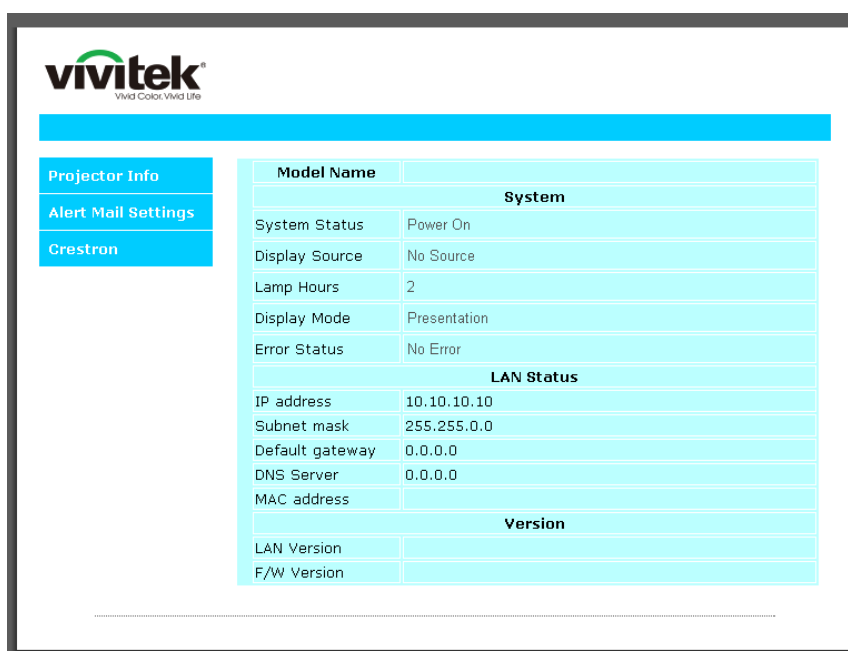 vivitek®
Vivid Color, Vivid Life
Projector Info
Alert Mail Settings
Crestron
Model Name
System
System Status Power On
Display Source No Source
Lamp Hours 2
Display Mode Presentation
Error Status No Error
LAN Status
IP address 10.10.10.10
Subnet mask 255.255.0.0
Default gateway 0.0.0.0
DNS Server 0.0.0.0
MAC address
Version
LAN Version
F/W Version